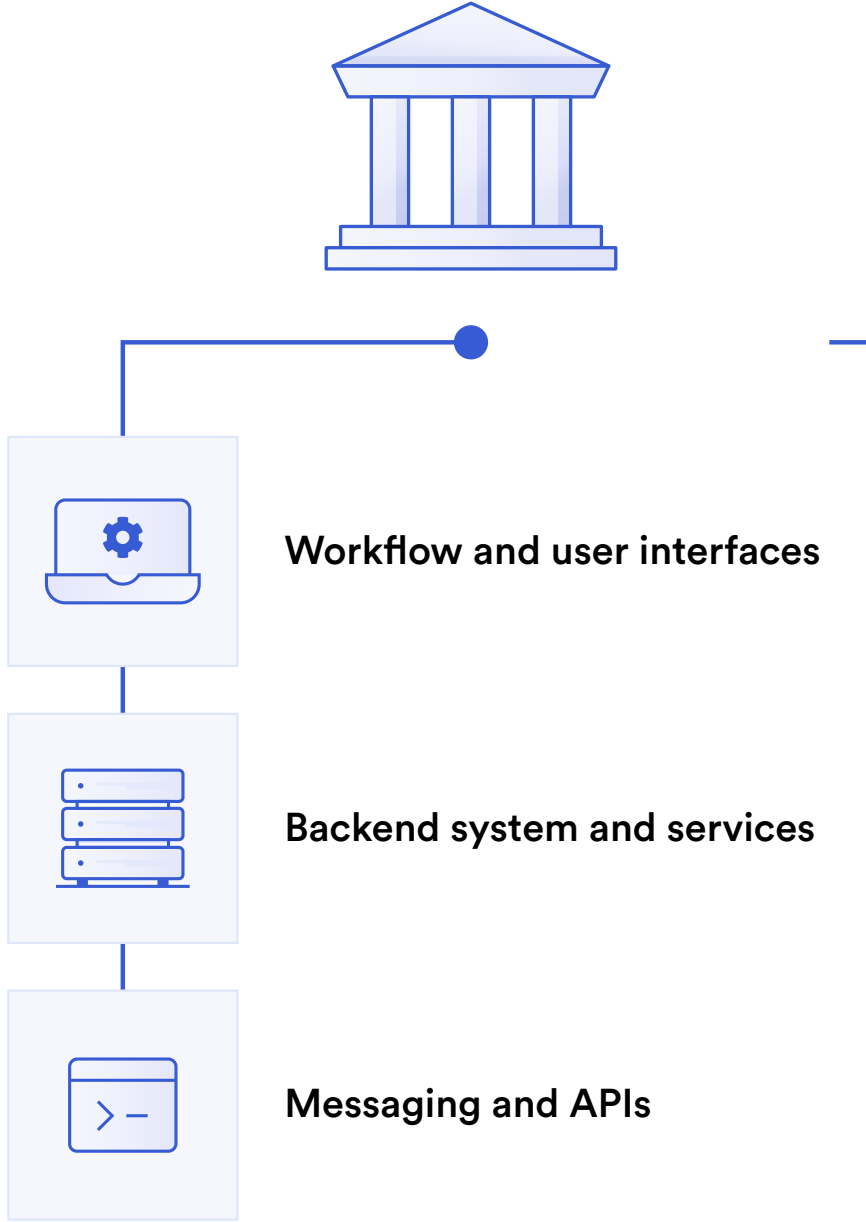 Workflow and user interfaces
Backend system and services
Messaging and APIs